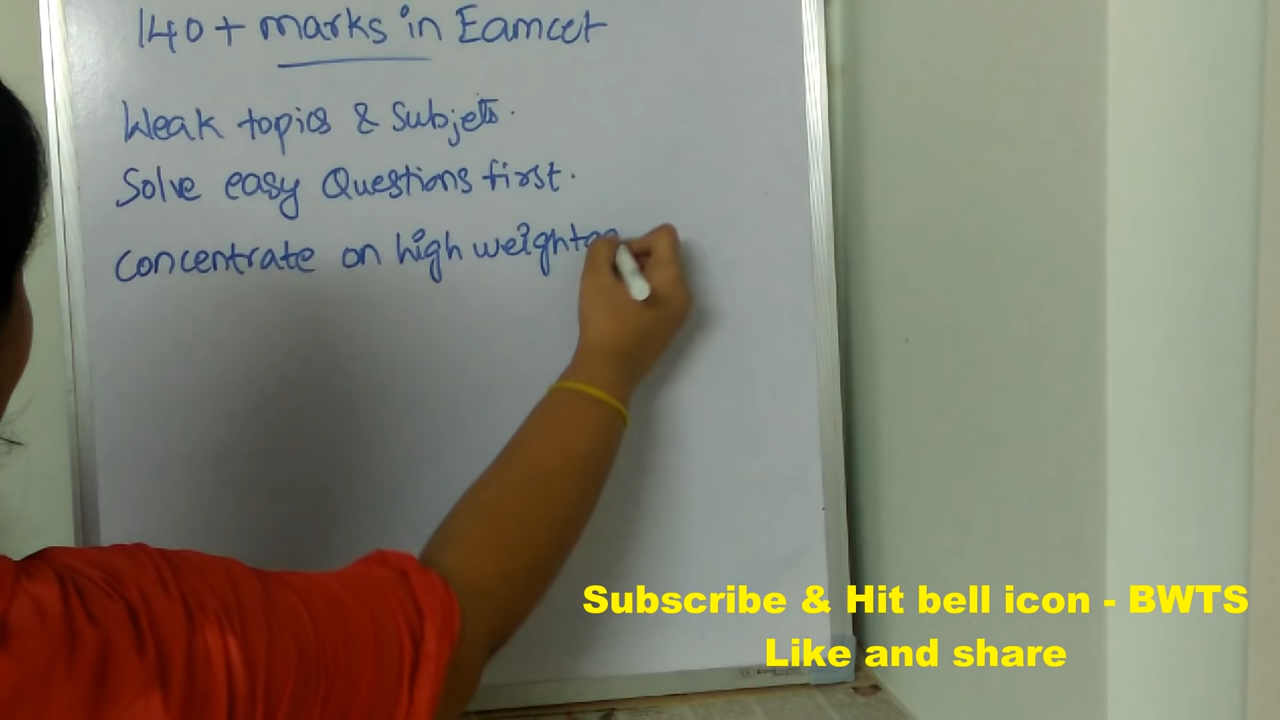 140+ marks in Eamcet
Weak topics & Subjets.
Solve easy Questions first.
Concentrate on high weighta
Subscribe & Hit bell icon - BWTS
Like and share